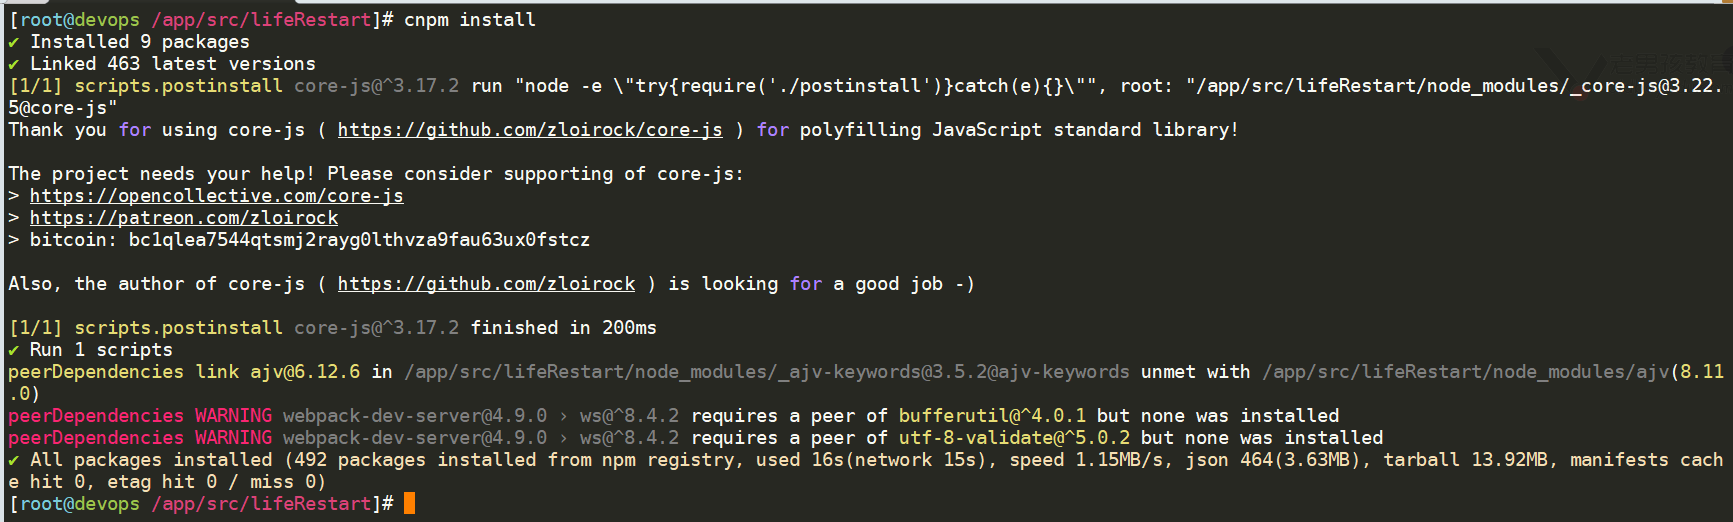 [root@devops /app/src/lifeRestart]# cnpm install
✔ Installed 9 packages
✔ Linked 463 latest versions
[1/1] scripts.postinstall core-js@^3.17.2 run "node -e \"try{require('./postinstall')}catch(e){}\"", root: "/app/src/lifeRestart/node_modules/_core-js@3.22.
5@core-js"
Thank you for using core-js ( https://github.com/zloirock/core-js ) for polyfilling JavaScript standard library!
The project needs your help! Please consider supporting of core-js:
> https://opencollective.com/core-js
> https://patreon.com/zloirock
> bitcoin: bc1qlea7544qtsmj2rayg0lthvza9fau63ux0fstcz
Also, the author of core-js ( https://github.com/zloirock ) is looking for a good job -)
[1/1] scripts.postinstall core-js@^3.17.2 finished in 200ms
✔ Run 1 scripts
peerDependencies link ajv@6.12.6 in /app/src/lifeRestart/node_modules/_ajv-keywords@3.5.2@ajv-keywords unmet with /app/src/lifeRestart/node_modules/ajv(8.11
.0)
peerDependencies WARNING webpack-dev-server@4.9.0 › ws@^8.4.2 requires a peer of bufferutil@^4.0.1 but none was installed
peerDependencies WARNING webpack-dev-server@4.9.0 › ws@^8.4.2 requires a peer of utf-8-validate@^5.0.2 but none was installed
✔ All packages installed (492 packages installed from npm registry, used 16s(network 15s), speed 1.15MB/s, json 464(3.63MB), tarball 13.92MB, manifests cach
e hit 0, etag hit 0 / miss 0)
[root@devops /app/src/lifeRestart]#